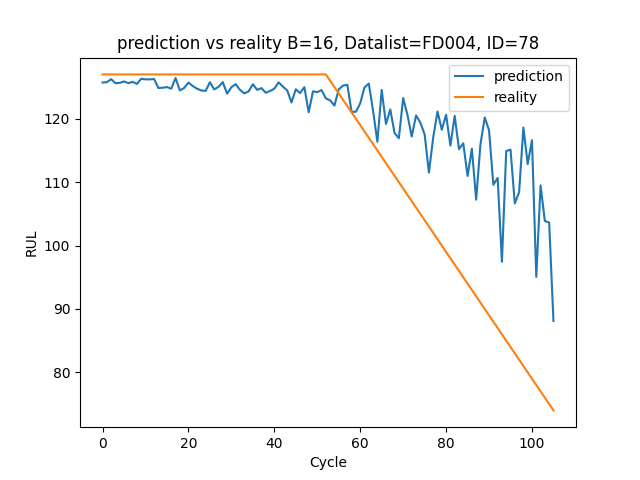 prediction vs reality B=16, Datalist=FD004, ID=78
prediction
reality
RUL
120
110
100
90
80
0 20 40 60 80 100
Cycle